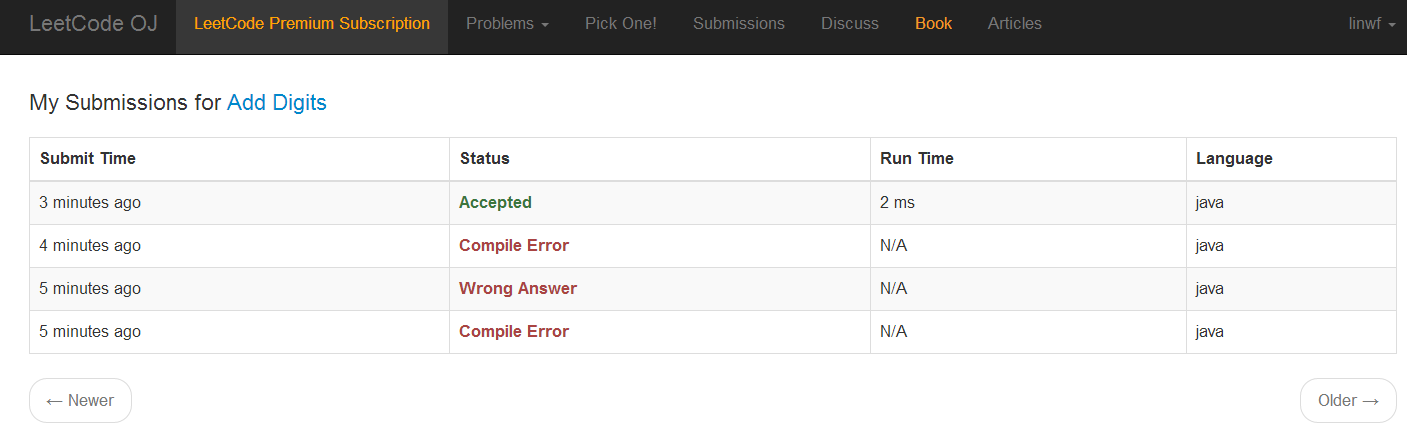 LeetCode OJ LeetCode Premium Subscription Problems Pick One! Submissions Discuss Book Articles linwf
My Submissions for Add Digits
Submit Time Status Run Time Language
3 minutes ago Accepted 2 ms java
4 minutes ago Compile Error N/A java
5 minutes ago Wrong Answer N/A java
5 minutes ago Compile Error N/A java
← Newer Older →